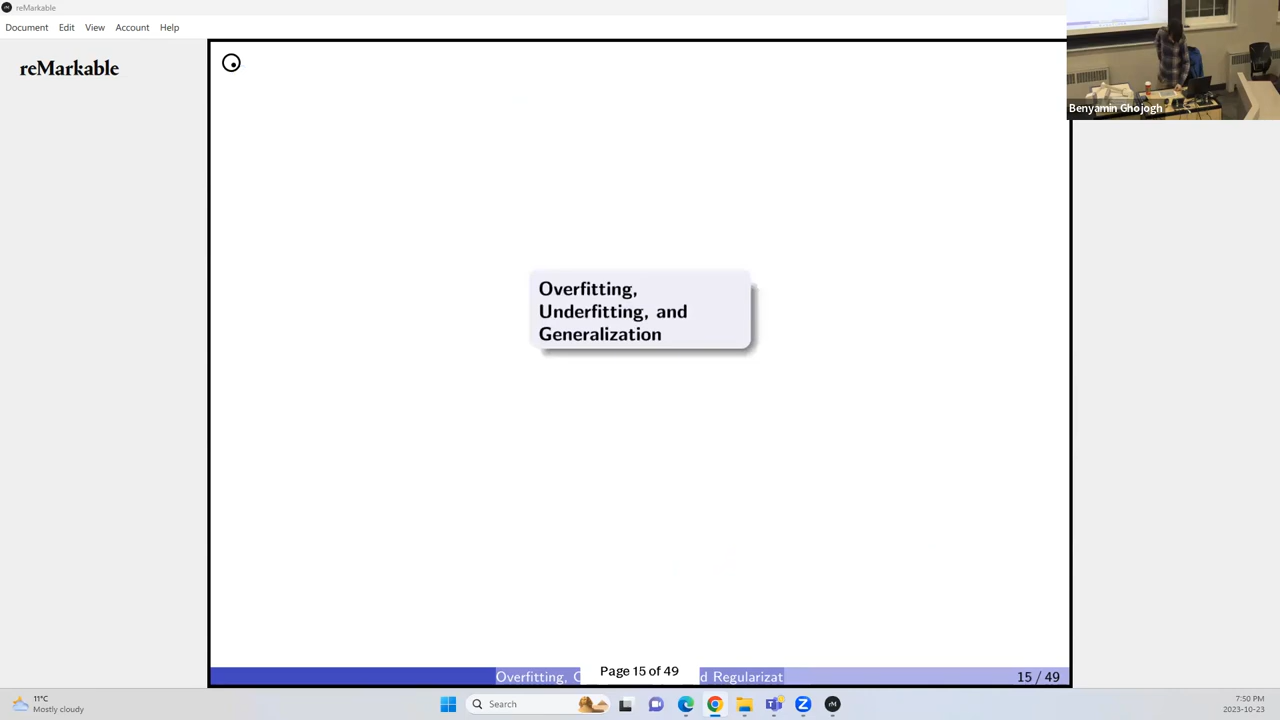 reMarkable
Document Edit View Account Help
reMarkable
Benyamin Ghojogh
Overfitting,
Underfitting, and
Generalization
Overfitting, C
Page 15 of 49
d Regularizat
15 / 49
11°C
Mostly cloudy
Search
rM
7:50 PM
2023-10-23